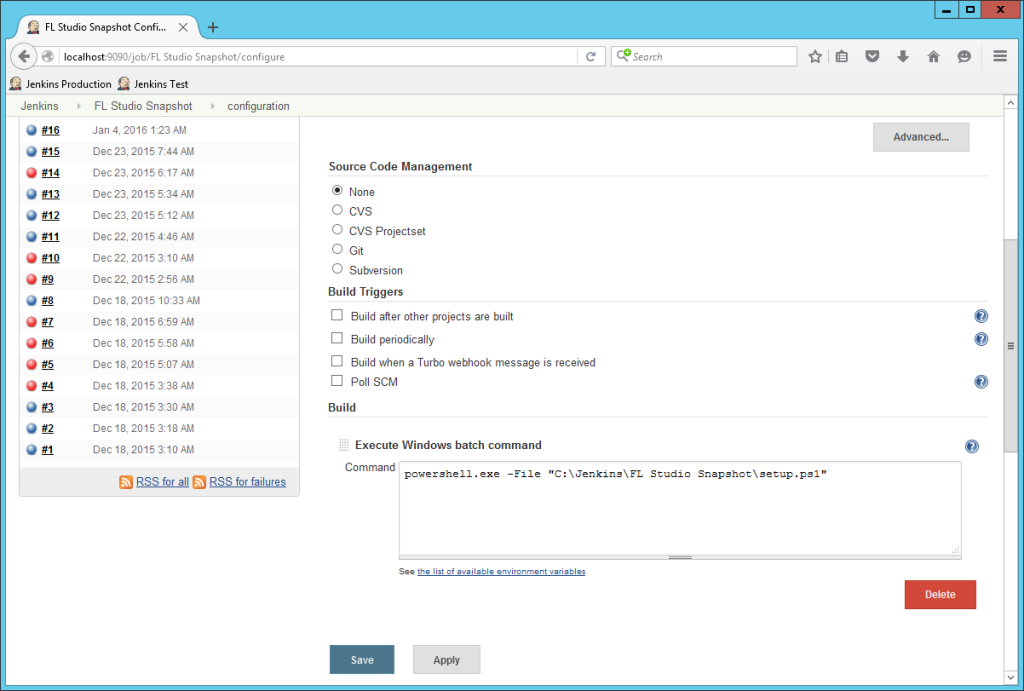 FL Studio Snapshot Confi...
localhost:9090/job/FL Studio Snapshot/configure
Search
Jenkins Production Jenkins Test
Jenkins FL Studio Snapshot configuration
#16 Jan 4, 2016 1:23 AM
#15 Dec 23, 2015 7:44 AM
#14 Dec 23, 2015 6:17 AM
#13 Dec 23, 2015 5:34 AM
#12 Dec 23, 2015 5:12 AM
#11 Dec 22, 2015 4:46 AM
#10 Dec 22, 2015 3:10 AM
#9 Dec 22, 2015 2:56 AM
#8 Dec 18, 2015 10:33 AM
#7 Dec 18, 2015 6:59 AM
#6 Dec 18, 2015 5:58 AM
#5 Dec 18, 2015 5:07 AM
#4 Dec 18, 2015 3:38 AM
#3 Dec 18, 2015 3:30 AM
#2 Dec 18, 2015 3:18 AM
#1 Dec 18, 2015 3:10 AM
RSS for all RSS for failures
Advanced...
Source Code Management
None
CVS
CVS Projectset
Git
Subversion
Build Triggers
Build after other projects are built
Build periodically
Build when a Turbo webhook message is received
Poll SCM
Build
Execute Windows batch command
Command powershell.exe -File "C:\Jenkins\FL Studio Snapshot\setup.ps1"
See the list of available environment variables
Delete
Save Apply